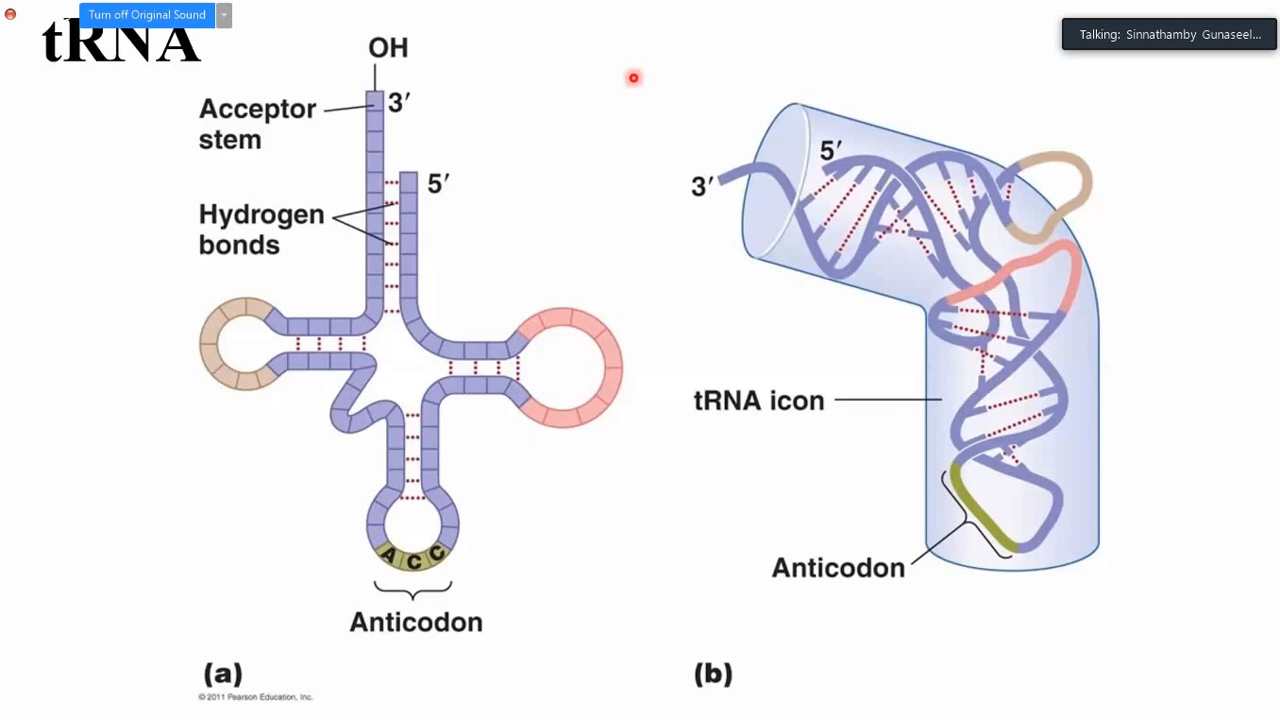 Turn off Original Sound
tRNA
Talking: Sinnathamby Gunaseel...
OH
Acceptor
stem
3′
5′
Hydrogen
bonds
A C C
Anticodon
(a)
© 2011 Pearson Education, Inc.
5′
3′
tRNA icon
Anticodon
(b)